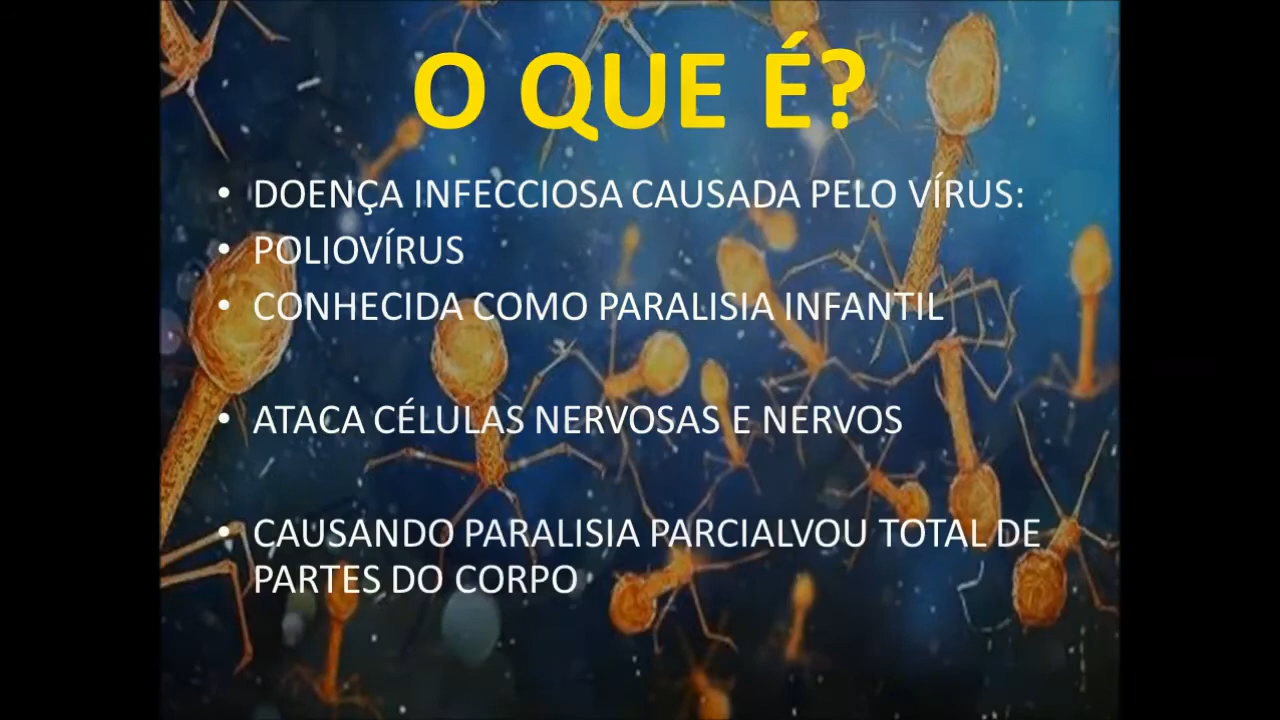 O QUE É?
• DOENÇA INFECCIOSA CAUSADA PELO VÍRUS:
• POLIOVÍRUS
• CONHECIDA COMO PARALISIA INFANTIL
• ATACA CÉLULAS NERVOSAS E NERVOS
• CAUSANDO PARALISIA PARCIALVOU TOTAL DE
PARTES DO CORPO